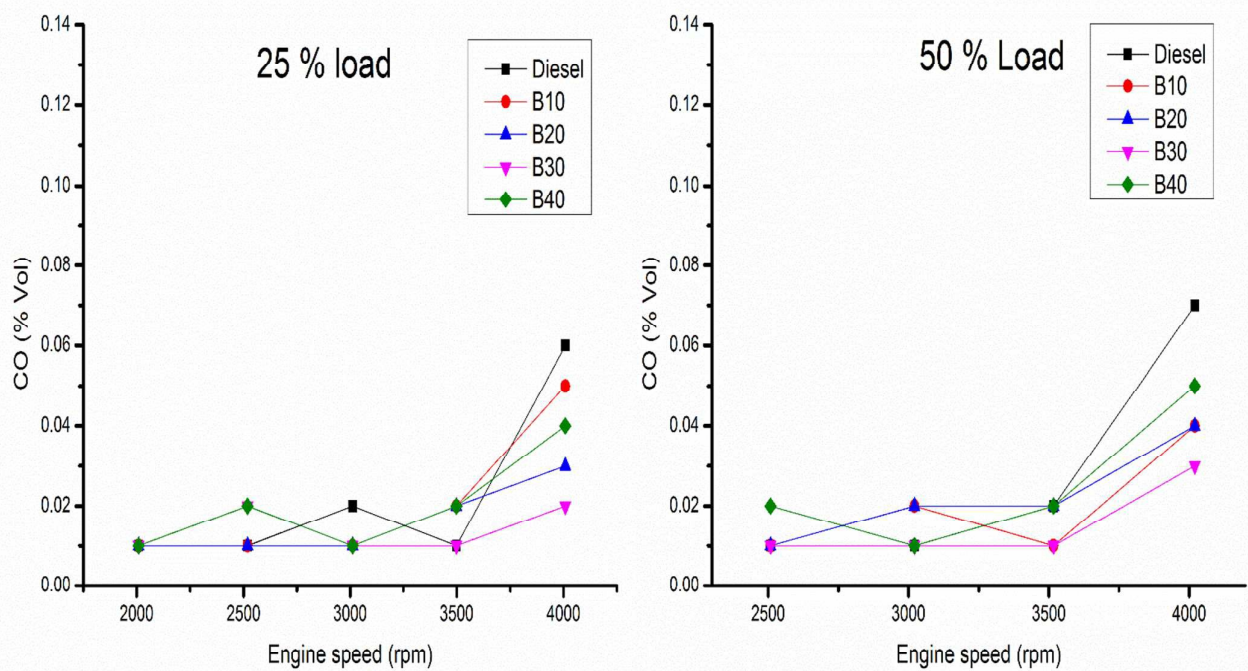 25 % load
Diesel
B10
B20
B30
B40
0.14
0.12
0.10
0.08
0.06
0.04
0.02
0.00
CO (% Vol)
2000 2500 3000 3500 4000
Engine speed (rpm)
50 % Load
Diesel
B10
B20
B30
B40
0.14
0.12
0.10
0.08
0.06
0.04
0.02
0.00
CO (% Vol)
2500 3000 3500 4000
Engine speed (rpm)